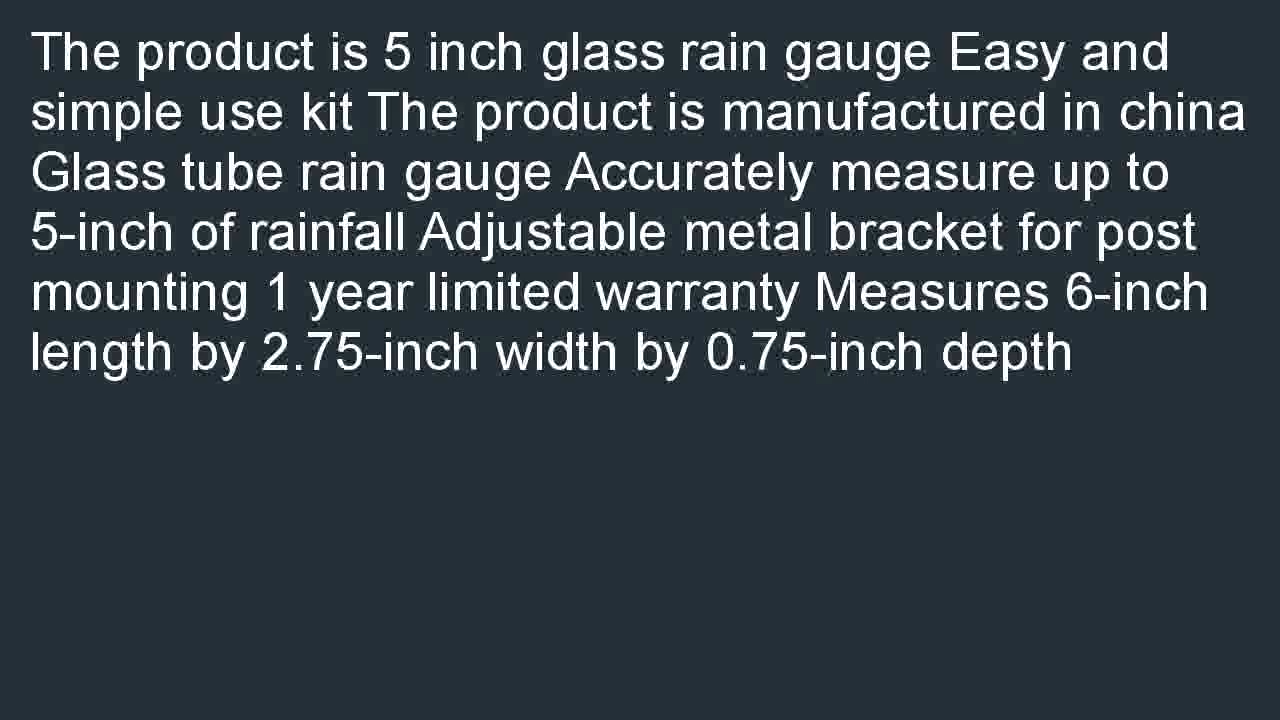 The product is 5 inch glass rain gauge Easy and
simple use kit The product is manufactured in china
Glass tube rain gauge Accurately measure up to
5-inch of rainfall Adjustable metal bracket for post
mounting 1 year limited warranty Measures 6-inch
length by 2.75-inch width by 0.75-inch depth